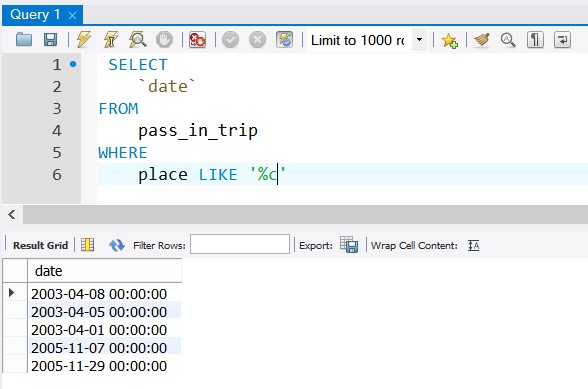 Query 1
Limit to 1000 rc
1 SELECT
2 `date`
3 FROM
4 pass_in_trip
5 WHERE
6 place LIKE '%c'
Result Grid Filter Rows: Export: Wrap Cell Content: IA
date
2003-04-08 00:00:00
2003-04-05 00:00:00
2003-04-01 00:00:00
2005-11-07 00:00:00
2005-11-29 00:00:00